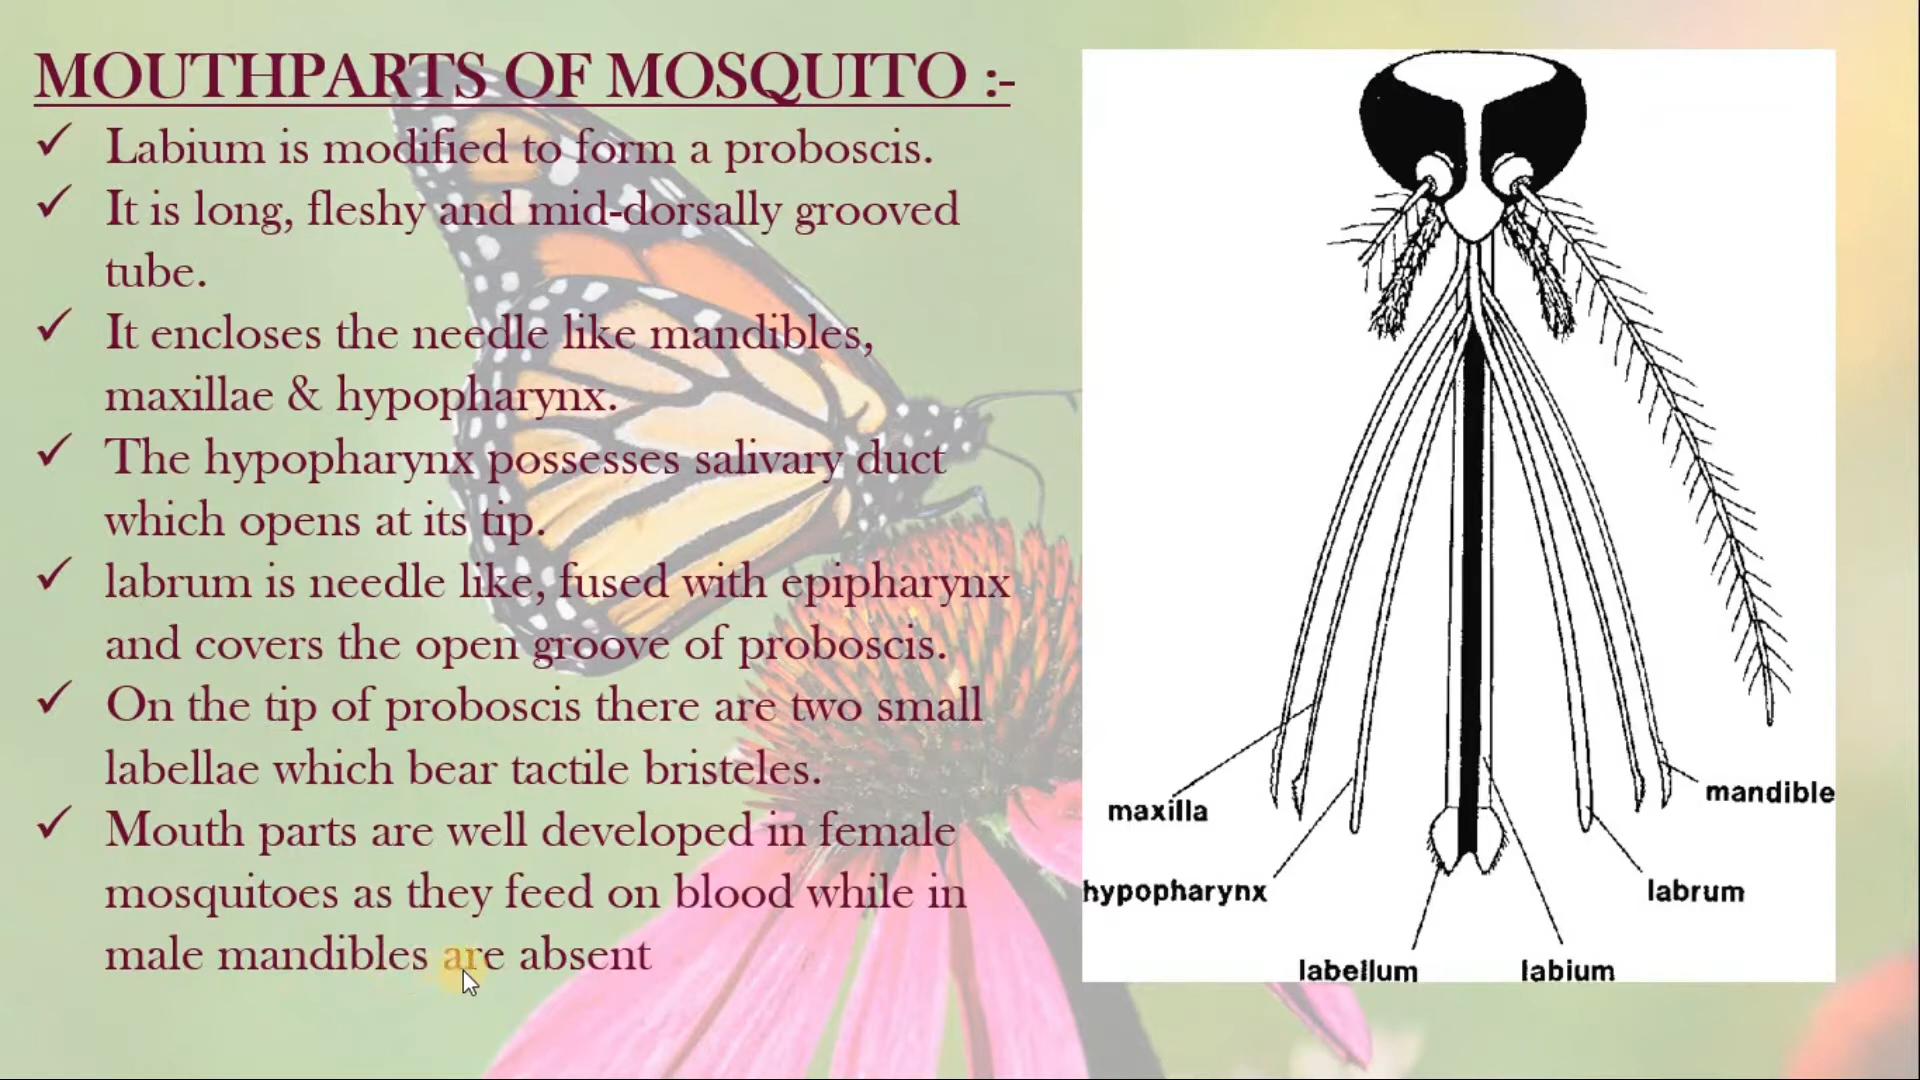 MOUTHPARTS OF MOSQUITO :-
✓ Labium is modified to form a proboscis.
✓ It is long, fleshy and mid-dorsally grooved
tube.
✓ It encloses the needle like mandibles,
maxillae & hypopharynx.
✓ The hypopharynx possesses salivary duct
which opens at its tip.
✓ labrum is needle like, fused with epipharynx
and covers the open groove of proboscis.
✓ On the tip of proboscis there are two small
labellae which bear tactile bristeles.
✓ Mouth parts are well developed in female
mosquitoes as they feed on blood while in
male mandibles are absent
maxilla
mandible
hypopharynx
labrum
labellum
labium